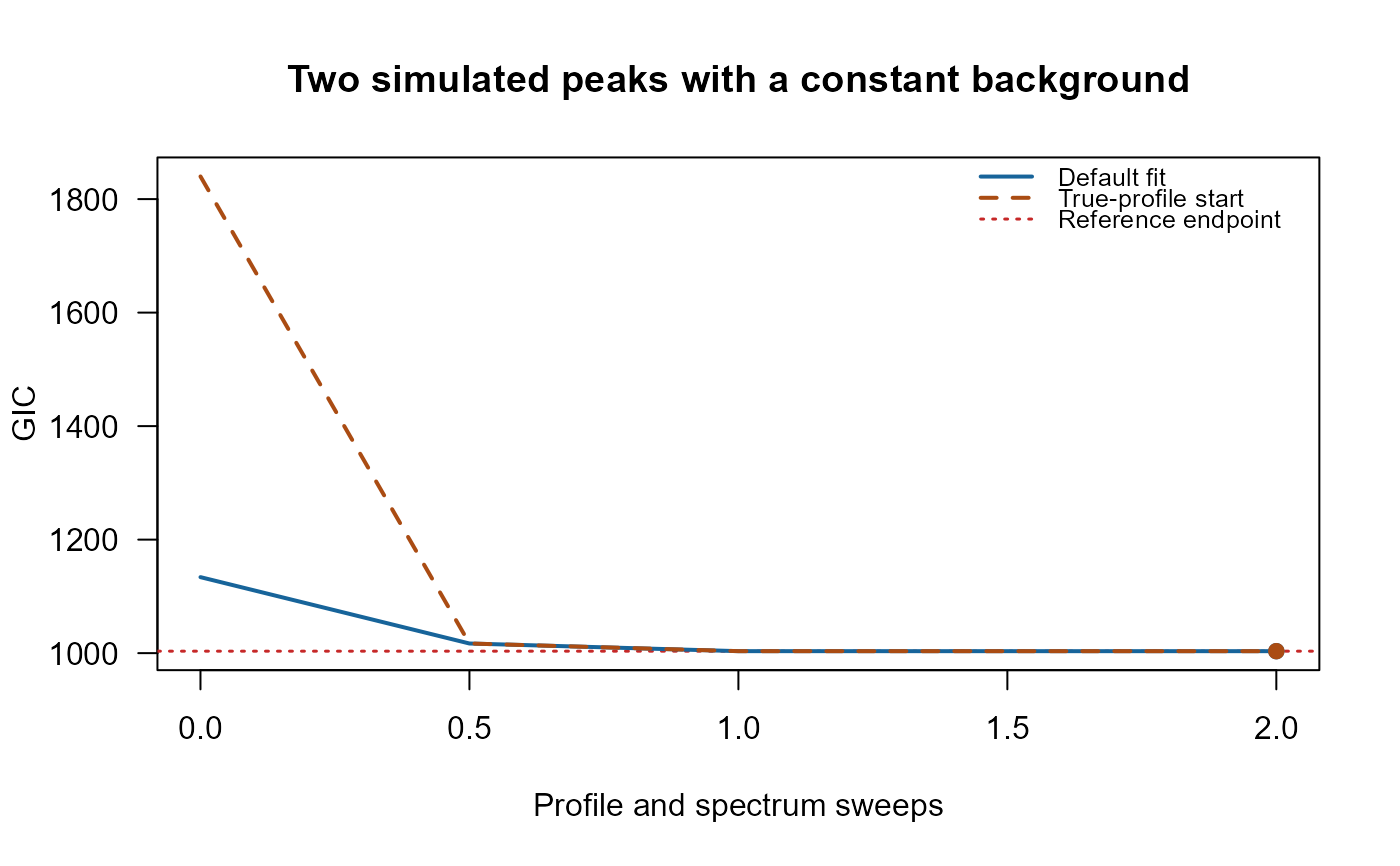 Two simulated peaks with a constant background
Default fit
True-profile start
Reference endpoint
1800
1600
1400
1200
1000
GIC
0.0 0.5 1.0 1.5 2.0
Profile and spectrum sweeps